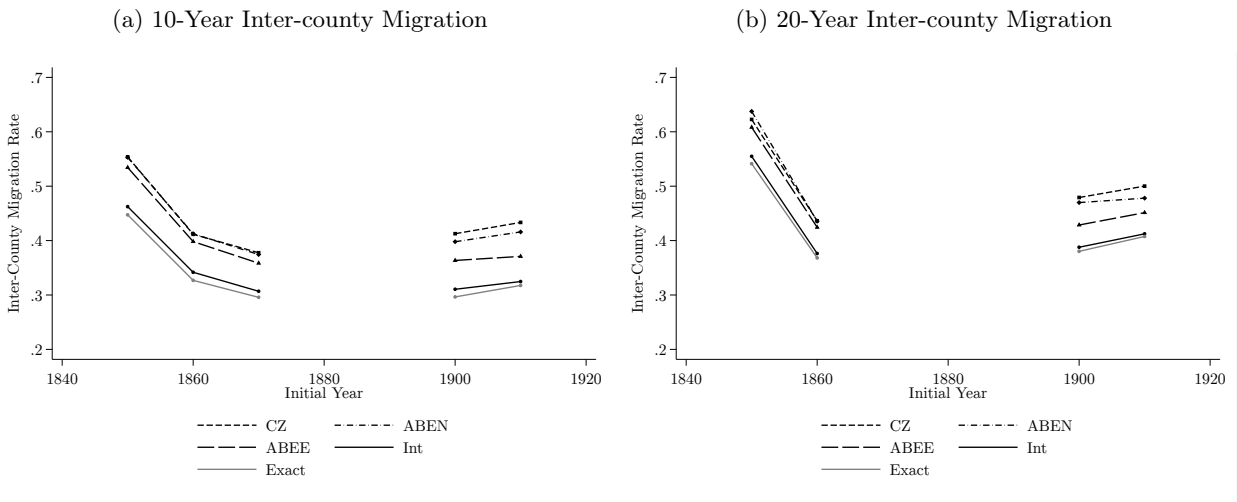 (a) 10-Year Inter-county Migration
Inter-County Migration Rate
.7
.6
.5
.4
.3
.2
1840 1860 1880 1900 1920
Initial Year
CZ ABEN
ABEE Int
Exact
(b) 20-Year Inter-county Migration
Inter-County Migration Rate
.7
.6
.5
.4
.3
.2
1840 1860 1880 1900 1920
Initial Year
CZ ABEN
ABEE Int
Exact